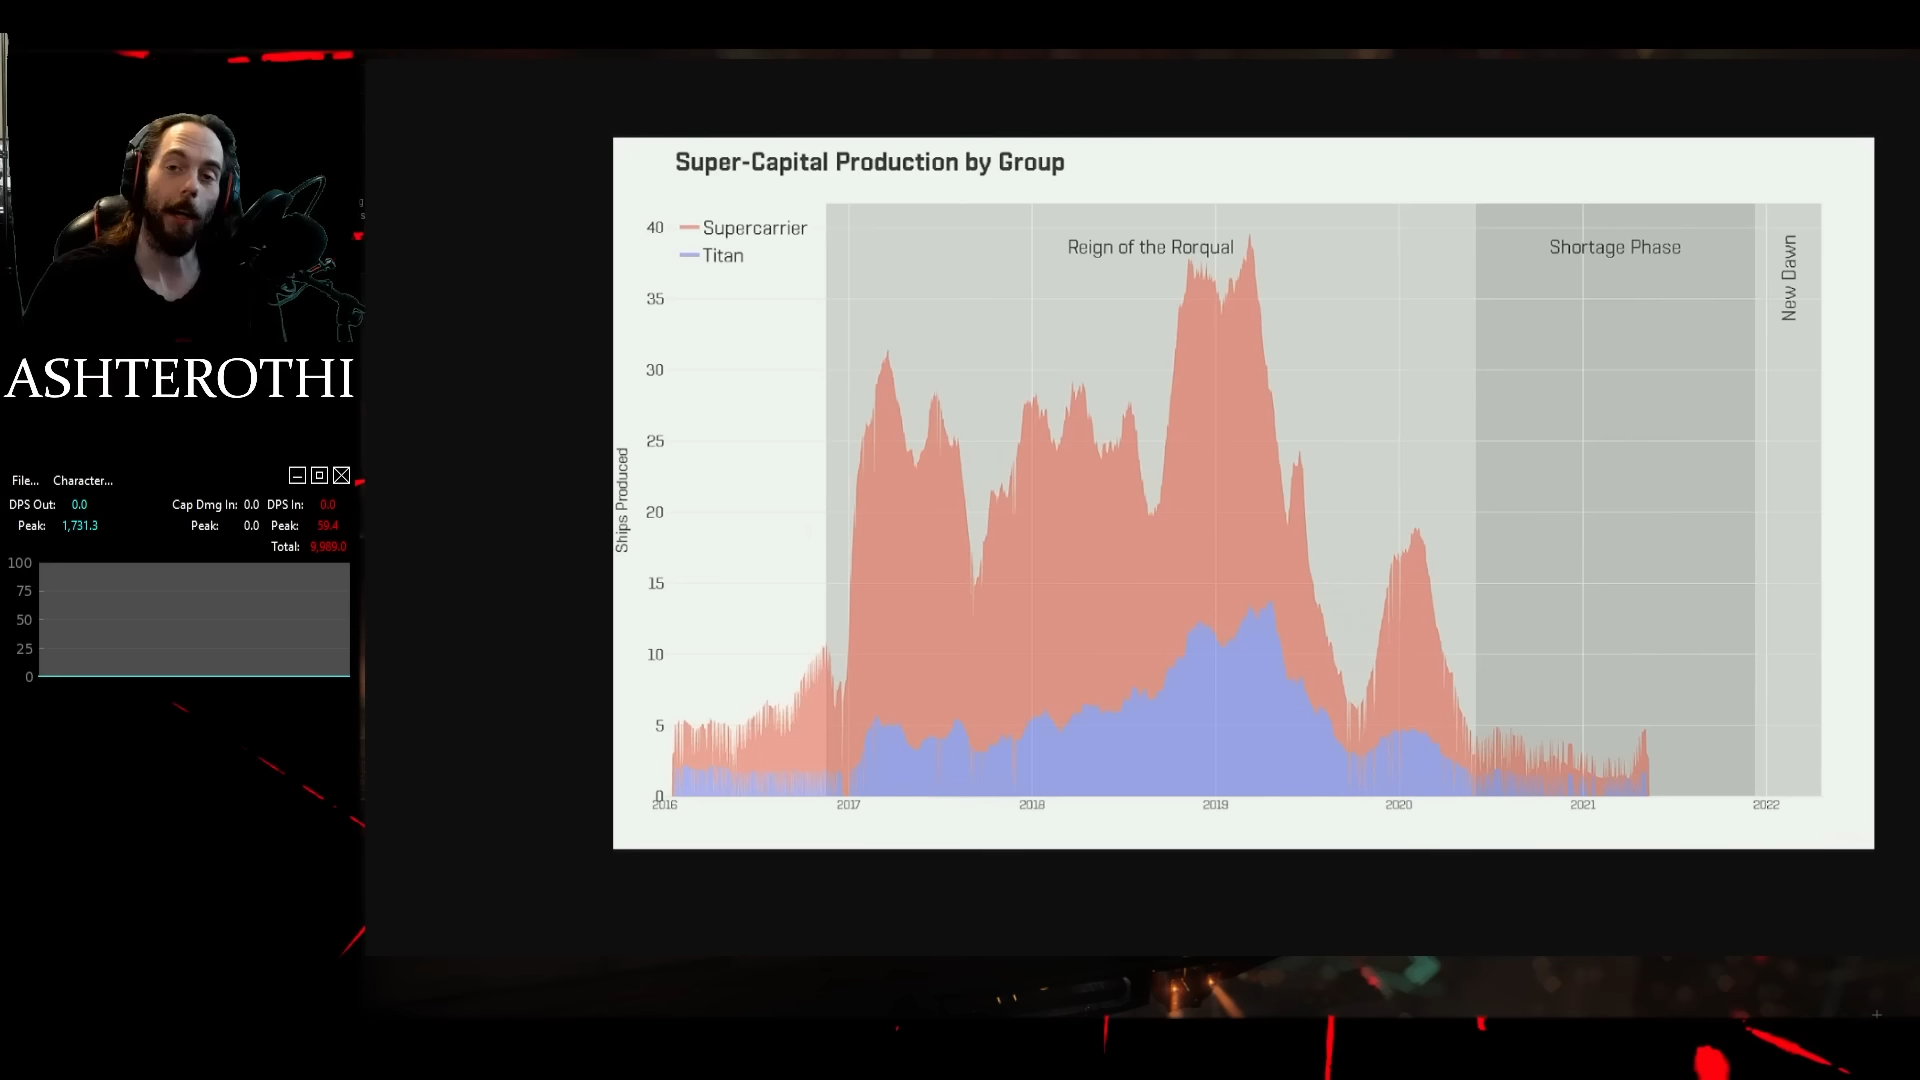 ASHTEROTHI
File... Character...
DPS Out: 0.0 Cap Dmg In: 0.0 DPS In: 0.0
Peak: 1,731.3 Peak: 0.0 Peak: 59.4
Total: 9,989.0
100
75
50
25
0
Super-Capital Production by Group
Supercarrier
Titan
Reign of the Rorqual
Shortage Phase
New Dawn
Ships Produced
40
35
30
25
20
15
10
5
0
2016 2017 2018 2019 2020 2021 2022